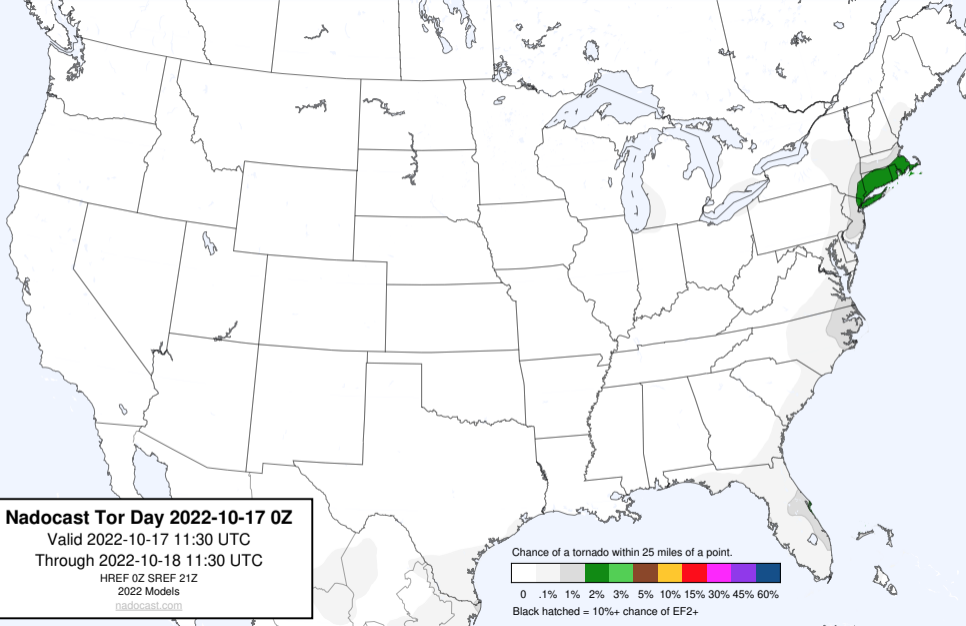 Nadocast Tor Day 2022-10-17 0Z
Valid 2022-10-17 11:30 UTC
Through 2022-10-18 11:30 UTC
HREF 0Z SREF 21Z
2022 Models
nadocast.com
Chance of a tornado within 25 miles of a point.
0 .1% 1% 2% 3% 5% 10% 15% 30% 45% 60%
Black hatched = 10%+ chance of EF2+